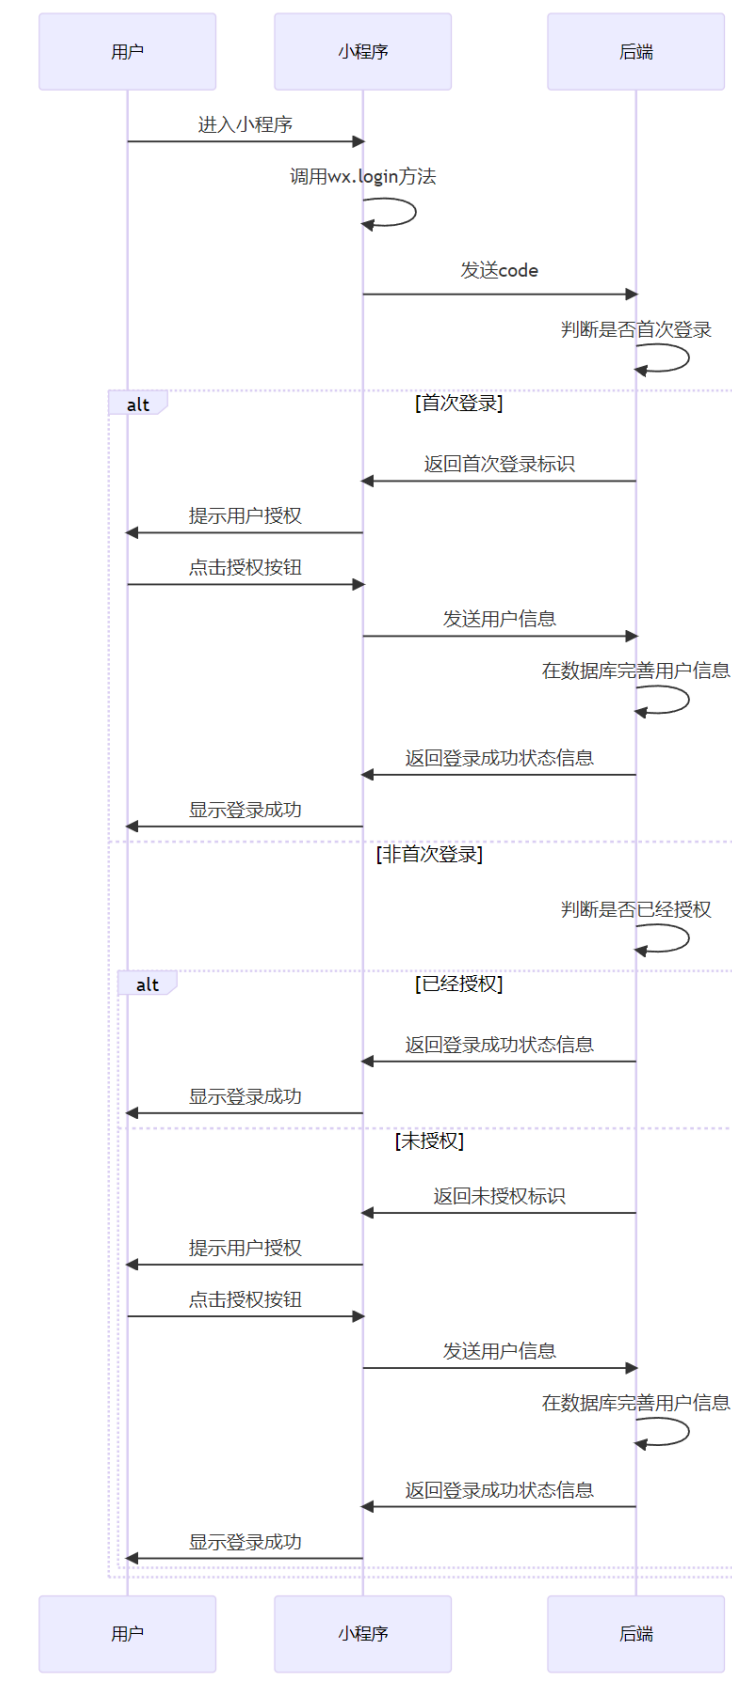 用户
小程序
后端
进入小程序
调用wx.login方法
发送code
判断是否首次登录
alt
[首次登录]
返回首次登录标识
提示用户授权
点击授权按钮
发送用户信息
在数据库完善用户信息
返回登录成功状态信息
显示登录成功
[非首次登录]
判断是否已经授权
alt
[已经授权]
返回登录成功状态信息
显示登录成功
[未授权]
返回未授权标识
提示用户授权
点击授权按钮
发送用户信息
在数据库完善用户信息
返回登录成功状态信息
显示登录成功
用户
小程序
后端